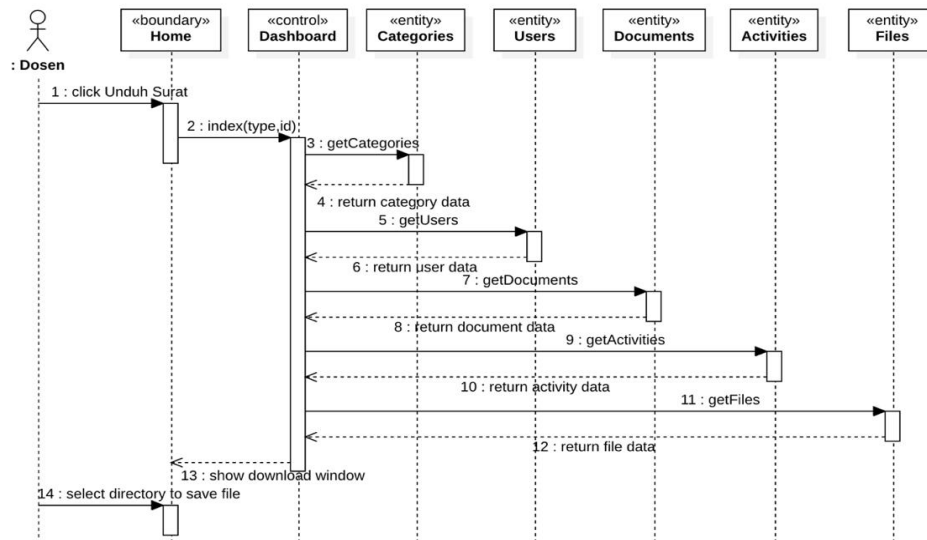 «boundary»
Home
«control»
Dashboard
«entity»
Categories
«entity»
Users
«entity»
Documents
«entity»
Activities
«entity»
Files
: Dosen
1 : click Unduh Surat
2 : index(type,id)
3 : getCategories
4 : return category data
5 : getUsers
6 : return user data
7 : getDocuments
8 : return document data
9 : getActivities
10 : return activity data
11 : getFiles
12 : return file data
13 : show download window
14 : select directory to save file